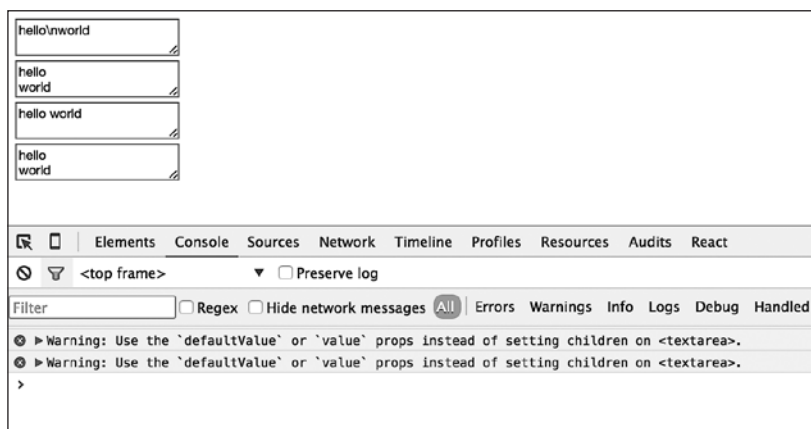 hello\nworld
hello
world
hello world
hello
world
Elements Console Sources Network Timeline Profiles Resources Audits React
<top frame> ▼ Preserve log
Filter Regex Hide network messages All Errors Warnings Info Logs Debug Handled
Warning: Use the `defaultValue` or `value` props instead of setting children on <textarea>.
Warning: Use the `defaultValue` or `value` props instead of setting children on <textarea>.
>